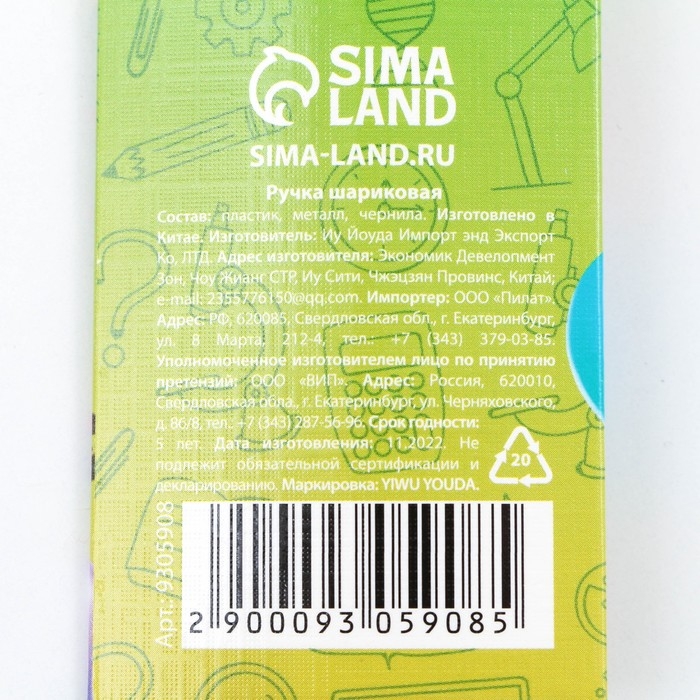 SIMA
LAND
SIMA-LAND.RU
Ручка шариковая
Состав: пластик, металл, чернила. Изготовлено в
Китае. Изготовитель: Иу Йоуда Импорт энд Экспорт
Ко, ЛТД. Адрес изготовителя: Экономик Девелопмент
Зон, Чоу Жианг СТР, Иу Сити, Чжэцзян Провинс, Китай;
e-mail: 2355776150@qq.com. Импортер: ООО «Пилат».
Адрес: РФ, 620085, Свердловская обл., г. Екатеринбург,
ул. 8 Марта, 212-4, тел.: +7 (343) 379-03-85.
Уполномоченное изготовителем лицо по принятию
претензий: ООО «ВИП». Адрес: Россия, 620010,
Свердловская обл., г. Екатеринбург, ул. Черняховского,
д. 86/8, тел.: +7 (343) 287-56-96. Срок годности:
5 лет. Дата изготовления: 11.2022. Не
подлежит обязательной сертификации и
декларированию. Маркировка: YIWU YOUDA.
20
Арт.: 9305908
2 900093 059085